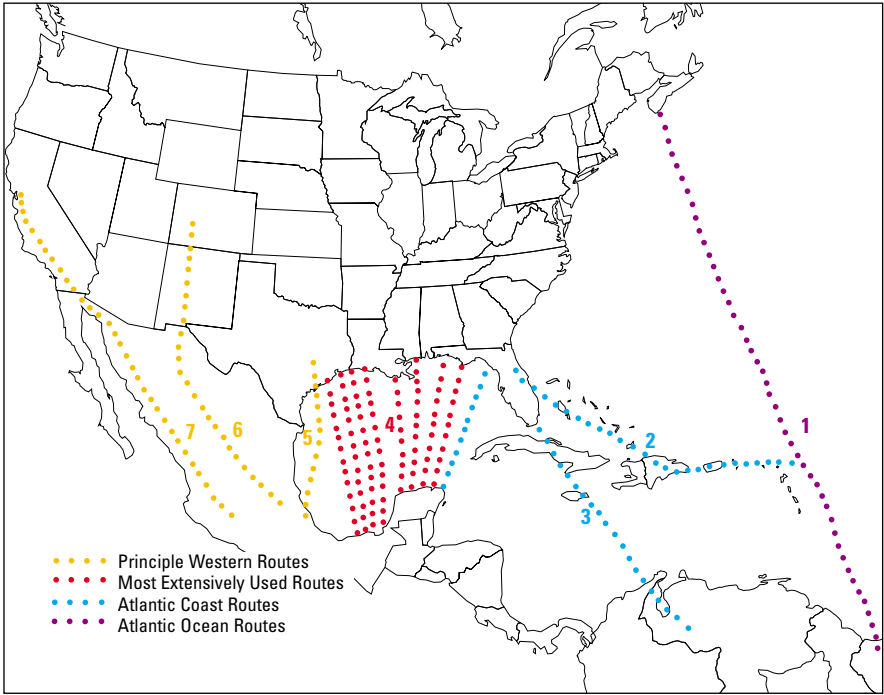 1
4
7
6
5
2
3
Principle Western Routes
Most Extensively Used Routes
Atlantic Coast Routes
Atlantic Ocean Routes